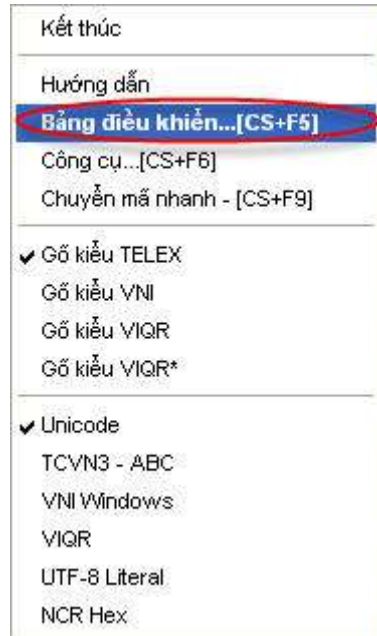 Kết thúc
Hướng dẫn
Bảng điều khiển...[CS+F5]
Công cụ...[CS+F6]
Chuyển mã nhanh - [CS+F9]
Gõ kiểu TELEX
Gõ kiểu VNI
Gõ kiểu VIQR
Gõ kiểu VIQR*
Unicode
TCVN3 - ABC
VNI Windows
VIQR
UTF-8 Literal
NCR Hex